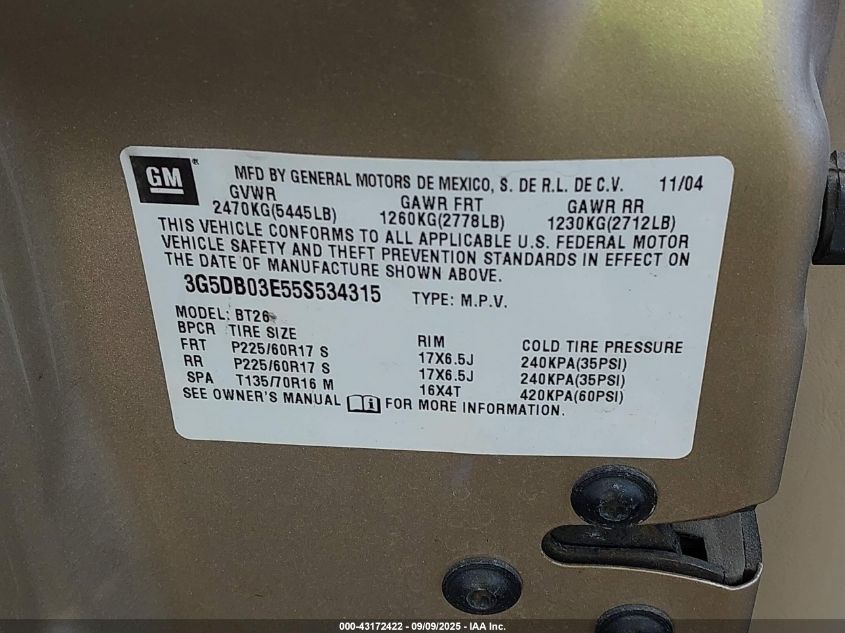 GM ® MFD BY GENERAL MOTORS DE MEXICO, S. DE R.L. DE C.V. 11/04
GVWR GAWR FRT GAWR RR
2470KG(5445LB) 1260KG(2778LB) 1230KG(2712LB)
THIS VEHICLE CONFORMS TO ALL APPLICABLE U.S. FEDERAL MOTOR
VEHICLE SAFETY AND THEFT PREVENTION STANDARDS IN EFFECT ON
THE DATE OF MANUFACTURE SHOWN ABOVE.
3G5DB03E55S534315 TYPE: M.P.V.
MODEL: BT26
BPCR TIRE SIZE RIM COLD TIRE PRESSURE
FRT P225/60R17 S 17X6.5J 240KPA(35PSI)
RR P225/60R17 S 17X6.5J 240KPA(35PSI)
SPA T135/70R16 M 16X4T 420KPA(60PSI)
SEE OWNER'S MANUAL FOR MORE INFORMATION.
000-43172422 - 09/09/2025 - IAA Inc.